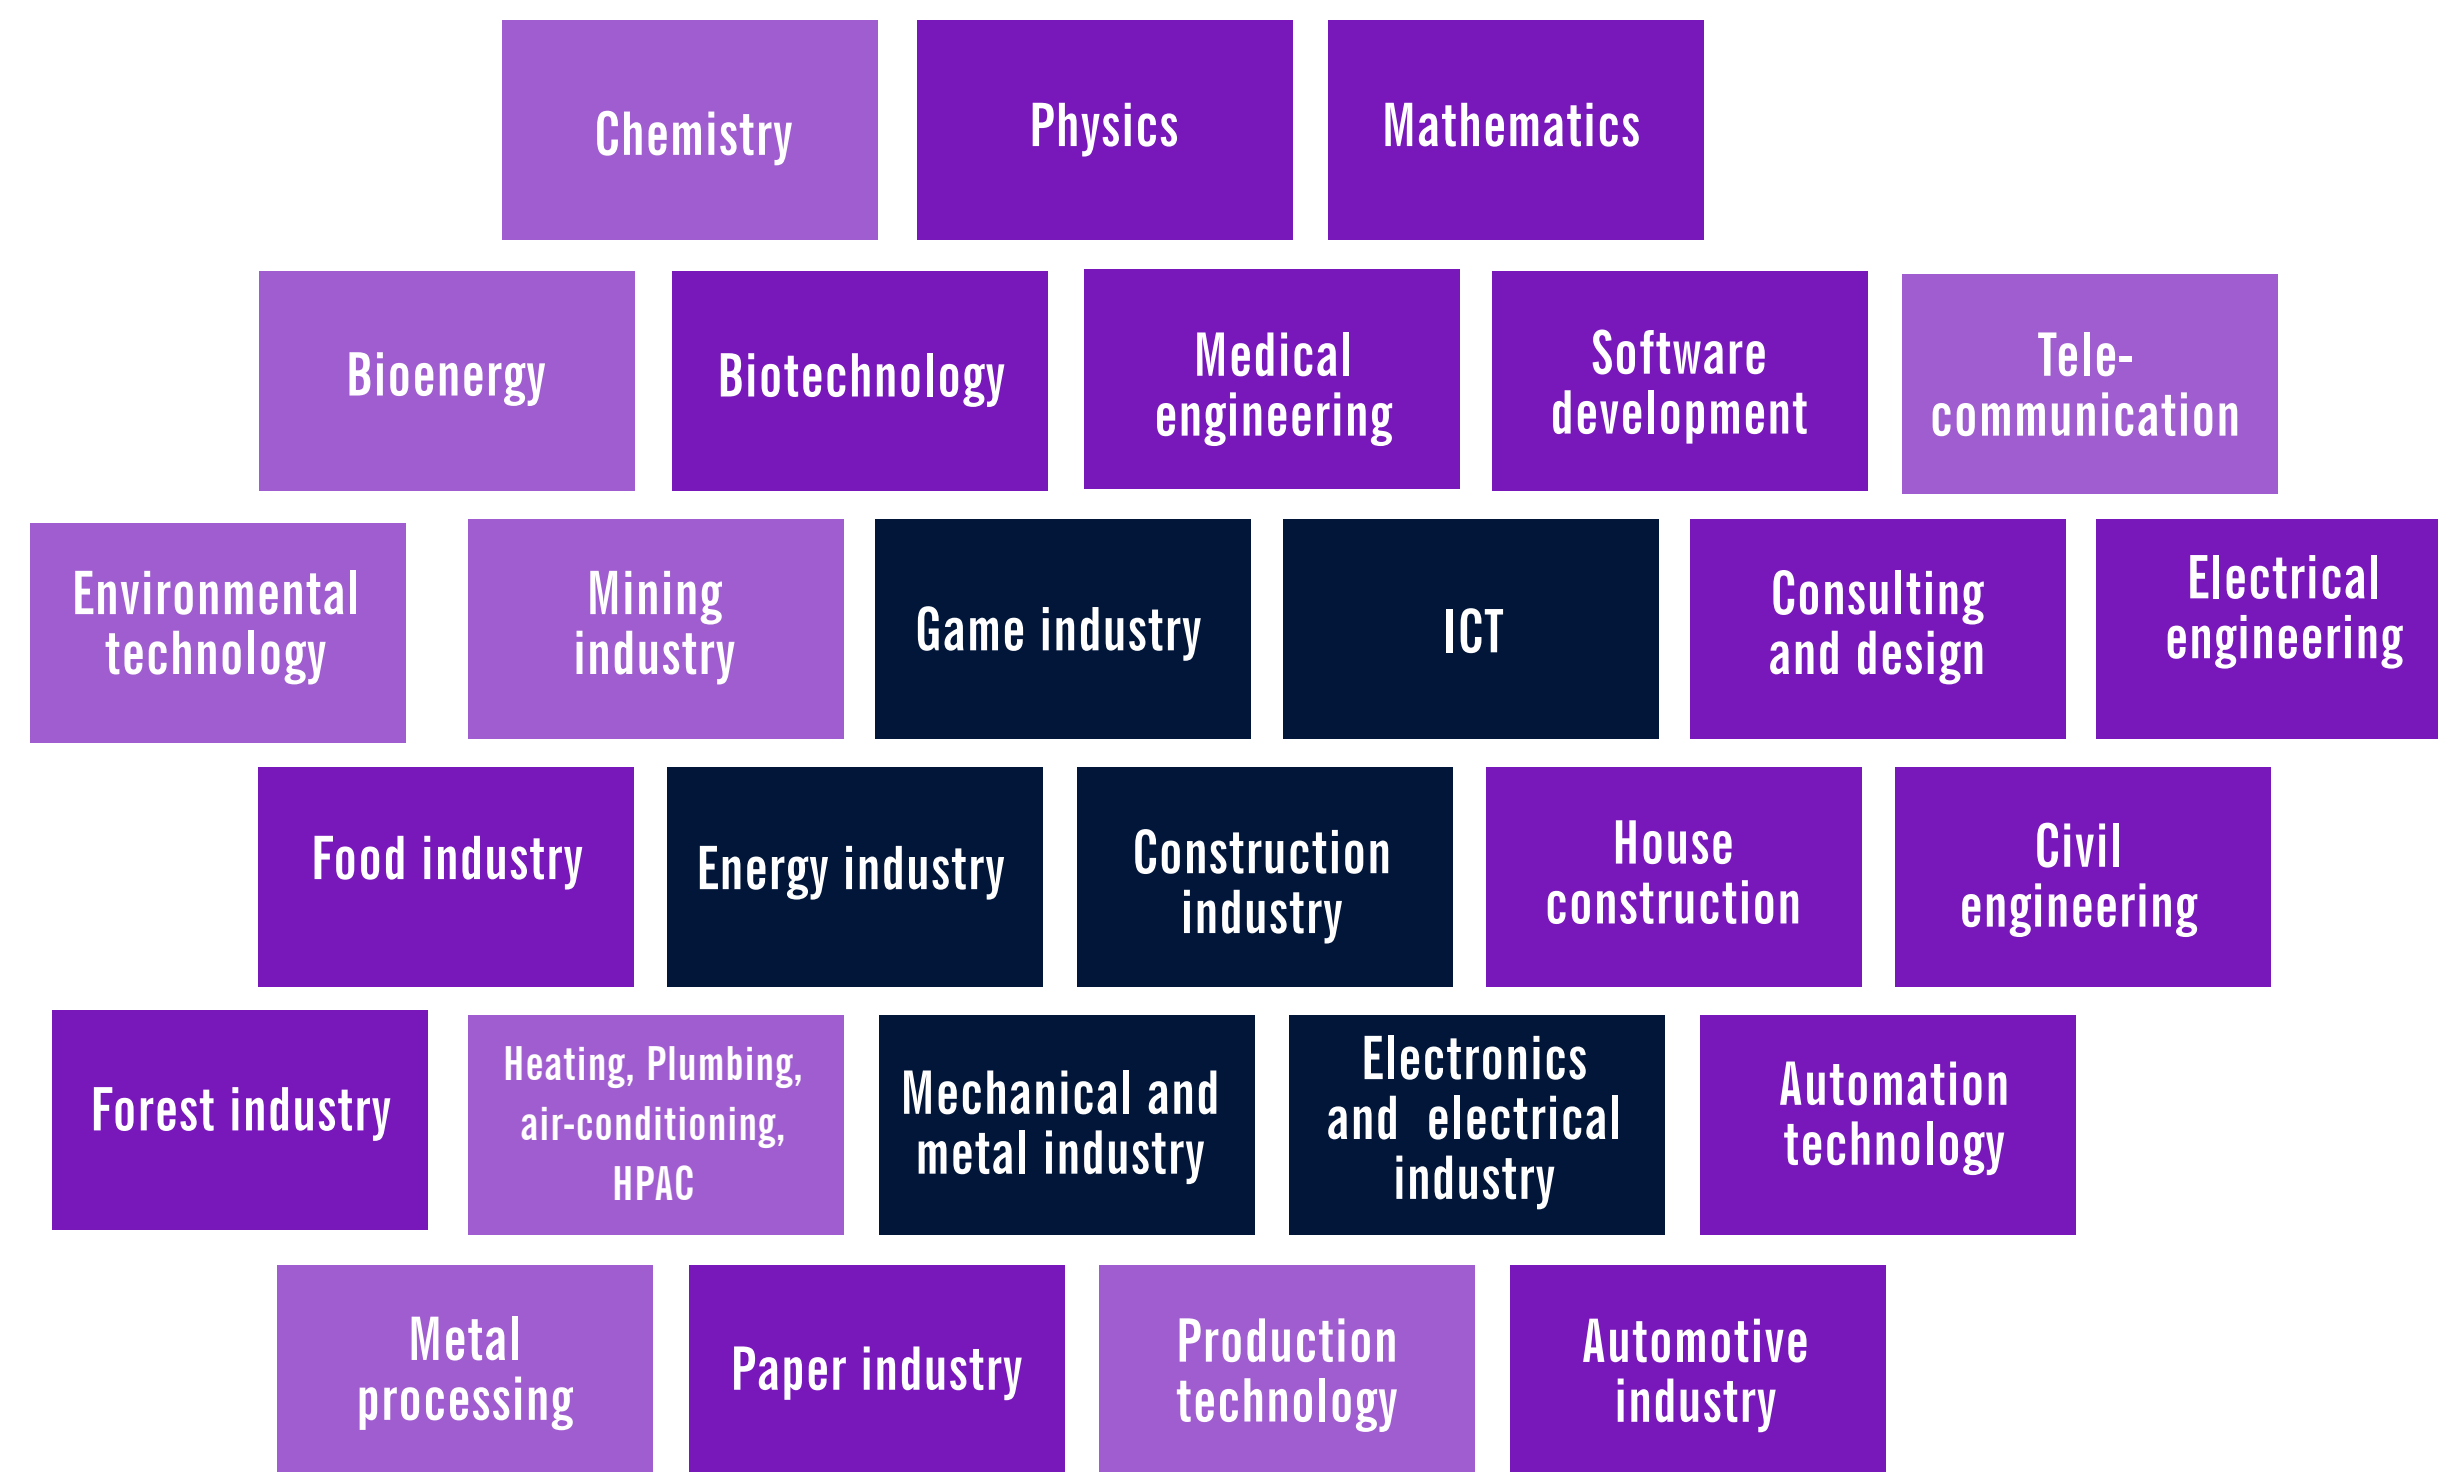 Chemistry
Physics
Mathematics
Bioenergy
Biotechnology
Medical
engineering
Software
development
Tele-
communication
Environmental
technology
Mining
industry
Game industry
ICT
Consulting
and design
Electrical
engineering
Food industry
Energy industry
Construction
industry
House
construction
Civil
engineering
Forest industry
Heating, Plumbing,
air-conditioning,
HPAC
Mechanical and
metal industry
Electronics
and electrical
industry
Automation
technology
Metal
processing
Paper industry
Production
technology
Automotive
industry